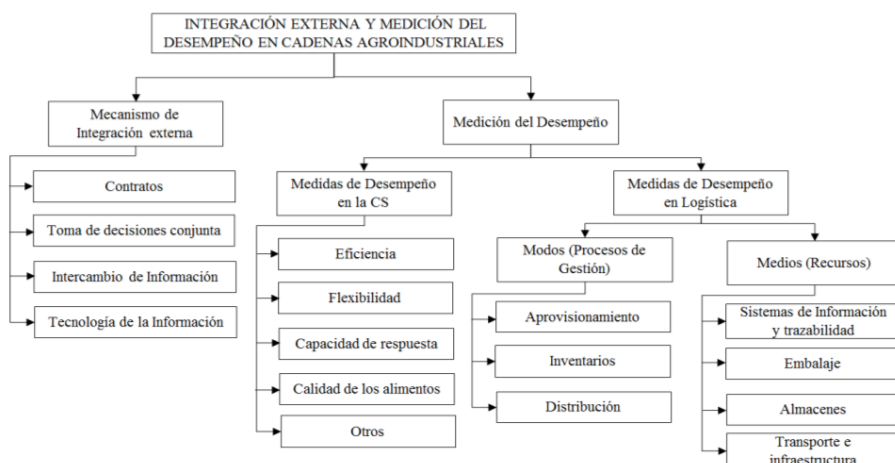 INTEGRACIÓN EXTERNA Y MEDICIÓN DEL
DESEMPEÑO EN CADENAS AGROINDUSTRIALES
Mecanismo de
Integración externa
Contratos
Toma de decisiones conjunta
Intercambio de Información
Tecnología de la Información
Medición del Desempeño
Medidas de Desempeño
en la CS
Eficiencia
Flexibilidad
Capacidad de respuesta
Calidad de los alimentos
Otros
Medidas de Desempeño
en Logística
Modos (Procesos de
Gestión)
Aprovisionamiento
Inventarios
Distribución
Medios (Recursos)
Sistemas de Información
y trazabilidad
Embalaje
Almacenes
Transporte e
infraestructura